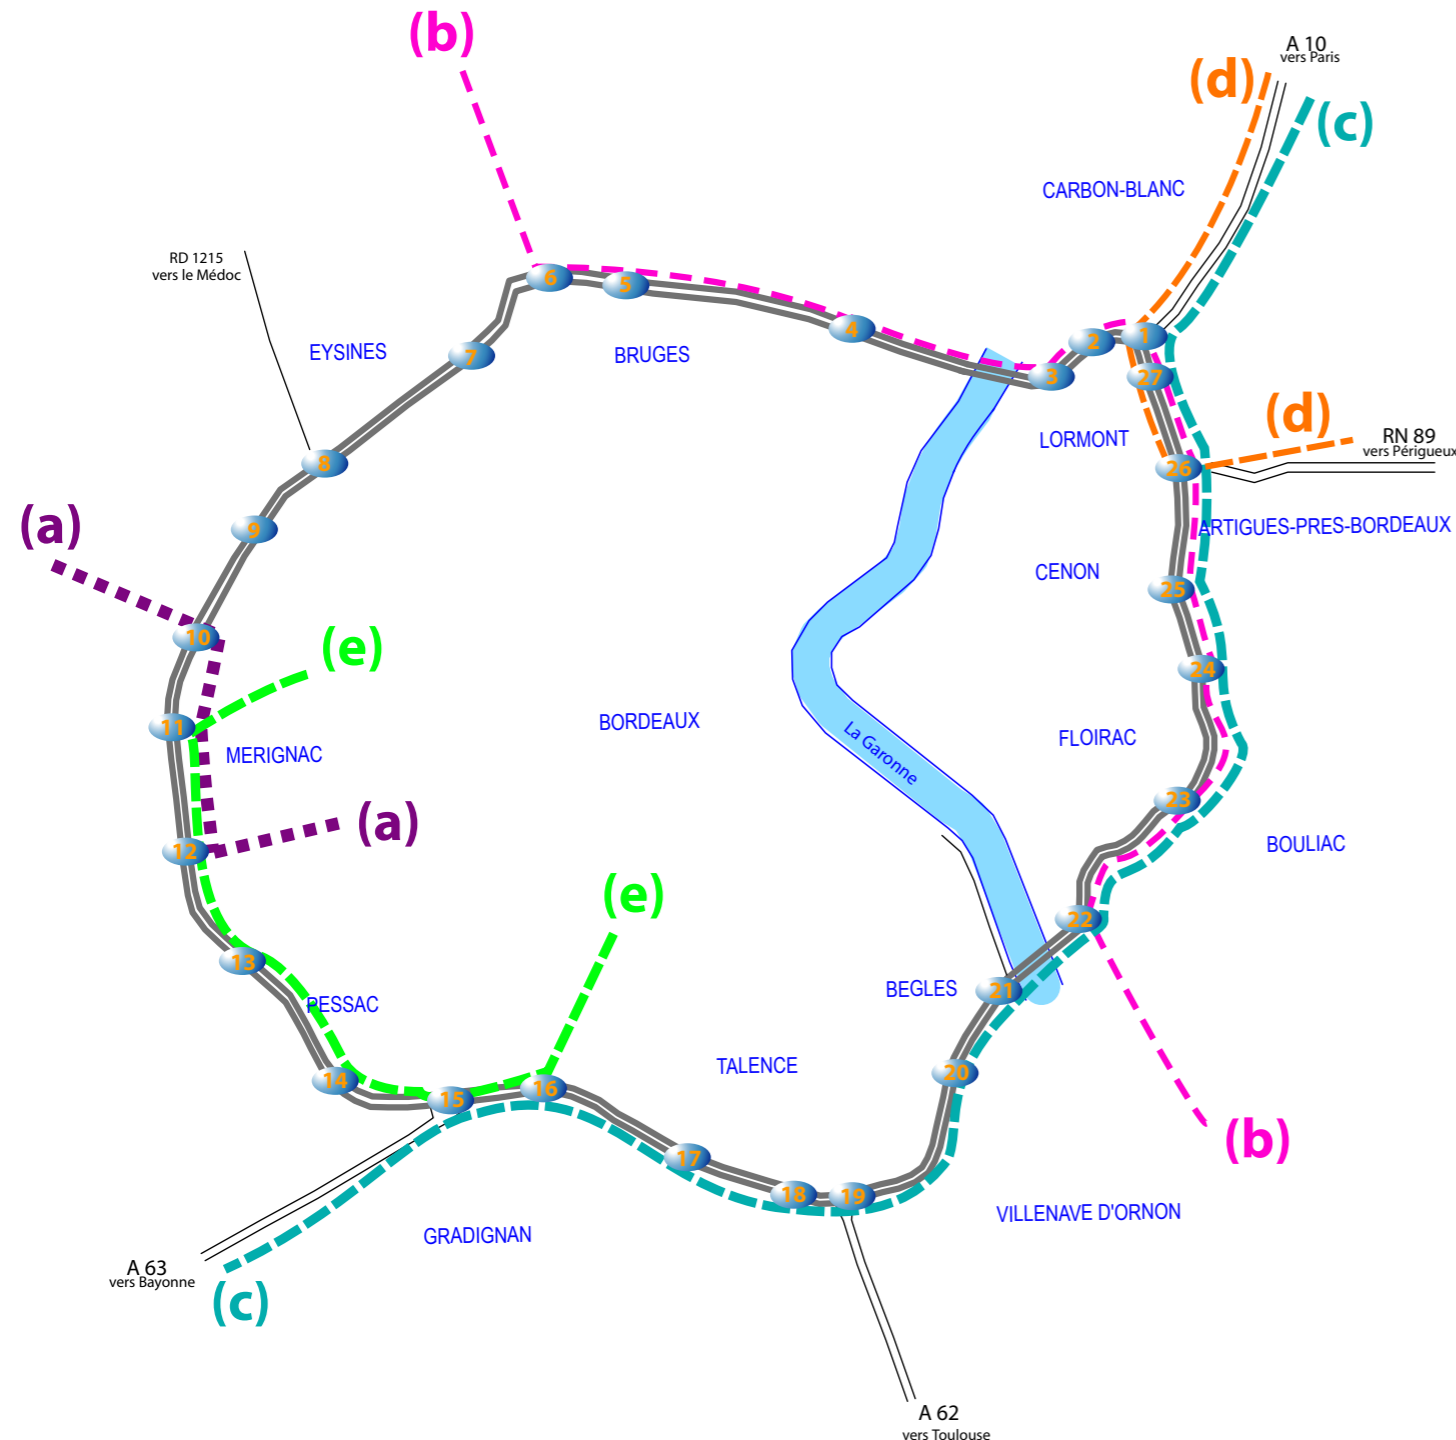 (b)
A 10
vers Paris
(d)
(c)
CARBON-BLANC
RD 1215
vers le Médoc
6
5
4
3
2
1
27
EYSINES
7
BRUGES
LORMONT
(d)
RN 89
vers Périgueux
8
26
(a)
9
ARTIGUES-PRES-BORDEAUX
CENON
25
10
(e)
24
11
MERIGNAC
BORDEAUX
La Garonne
FLOIRAC
23
12
(a)
BOULIAC
(e)
22
13
PESSAC
BEGLES
21
14
TALENCE
20
15
16
(b)
17
18
19
VILLENAVE D'ORNON
GRADIGNAN
A 63
vers Bayonne
(c)
A 62
vers Toulouse